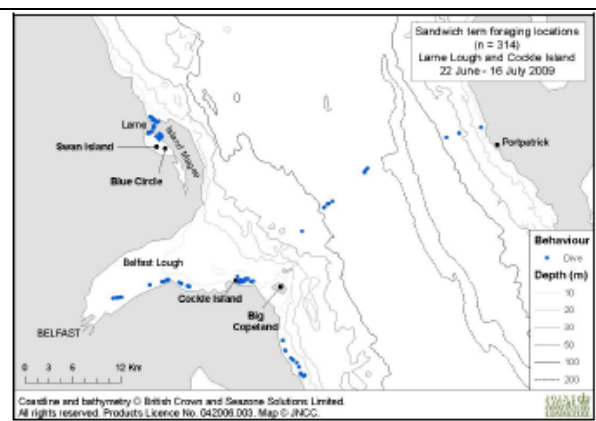 Sandwich tern foraging locations
(n = 314)
Larne Lough and Cockle Island
22 June - 16 July 2009
Larne
Island Magee
Swan Island
Blue Circle
Portpatrick
Belfast Lough
Cockle Island
Big
Copeland
BELFAST
0 3 6 12 Km
Behaviour
Dive
Depth (m)
10
20
30
50
100
200
Coastline and bathymetry © British Crown and Seazone Solutions Limited.
All rights reserved. Products Licence No. 042006.003. Map © JNCC.